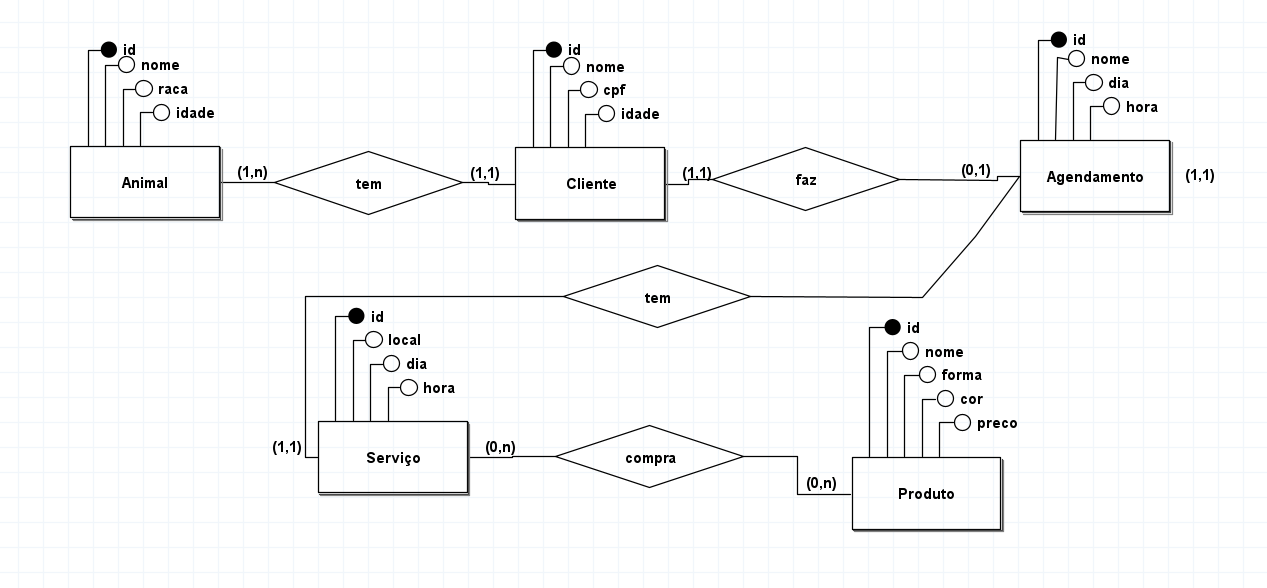 id
nome
raca
idade
Animal
(1,n)
tem
(1,1)
id
nome
cpf
idade
Cliente
(1,1)
faz
(0,1)
id
nome
dia
hora
Agendamento
(1,1)
tem
id
local
dia
hora
(1,1)
Serviço
(0,n)
compra
(0,n)
id
nome
forma
cor
preco
Produto